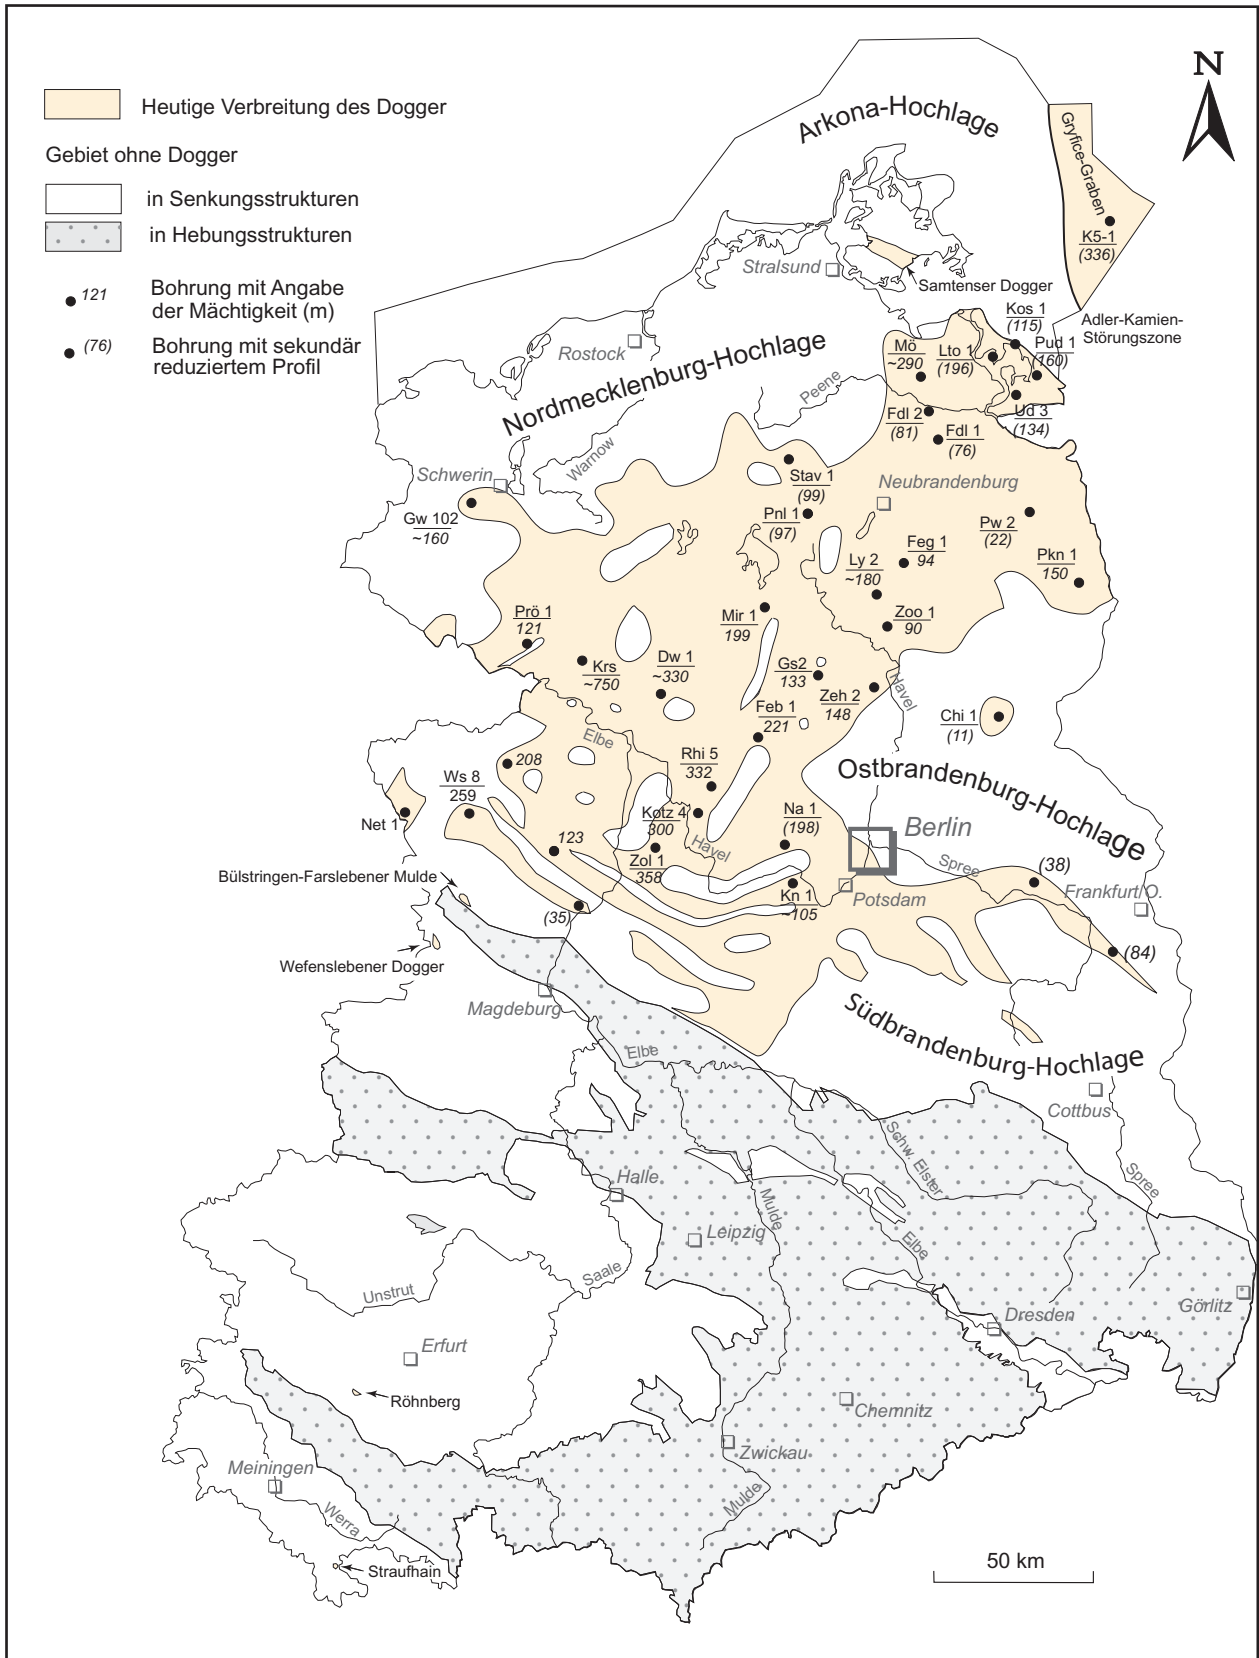 N
Heutige Verbreitung des Dogger
Gebiet ohne Dogger
in Senkungsstrukturen
in Hebungsstrukturen
121
Bohrung mit Angabe
der Mächtigkeit (m)
(76)
Bohrung mit sekundär
reduziertem Profil
Arkona-Hochlage
Gryfice-Graben
K5-1
(336)
Stralsund
Samtenser Dogger
Adler-Kamien-
Störungszone
Rostock
Nordmecklenburg-Hochlage
Kos 1
(115)
Pud 1
(160)
Mö
~290
Lto 1
(196)
Ud 3
(134)
Peene
Fdl 2
(81)
Fdl 1
(76)
Warnow
Schwerin
Gw 102
~160
Stav 1
(99)
Neubrandenburg
Pnl 1
(97)
Pw 2
(22)
Feg 1
94
Ly 2
~180
Pkn 1
150
Prö 1
121
Mir 1
199
Zoo 1
90
Krs
~750
Dw 1
~330
Gs2
133
Zeh 2
148
Havel
Feb 1
221
Chi 1
(11)
Elbe
208
Rhi 5
332
Ws 8
259
Ostbrandenburg-Hochlage
Net 1
Kotz 4
300
Na 1
(198)
Berlin
123
Havel
Zol 1
358
Spree
(38)
Bülstringen-Farslebener Mulde
Kn 1
~105
Potsdam
Frankfurt/O.
(35)
(84)
Wefenslebener Dogger
Magdeburg
Südbrandenburg-Hochlage
Elbe
Cottbus
Schw. Elster
Spree
Halle
Mulde
Leipzig
Elbe
Saale
Unstrut
Görlitz
Dresden
Erfurt
Röhnberg
Chemnitz
Zwickau
Meiningen
Mulde
Werra
Straufhain
50 km